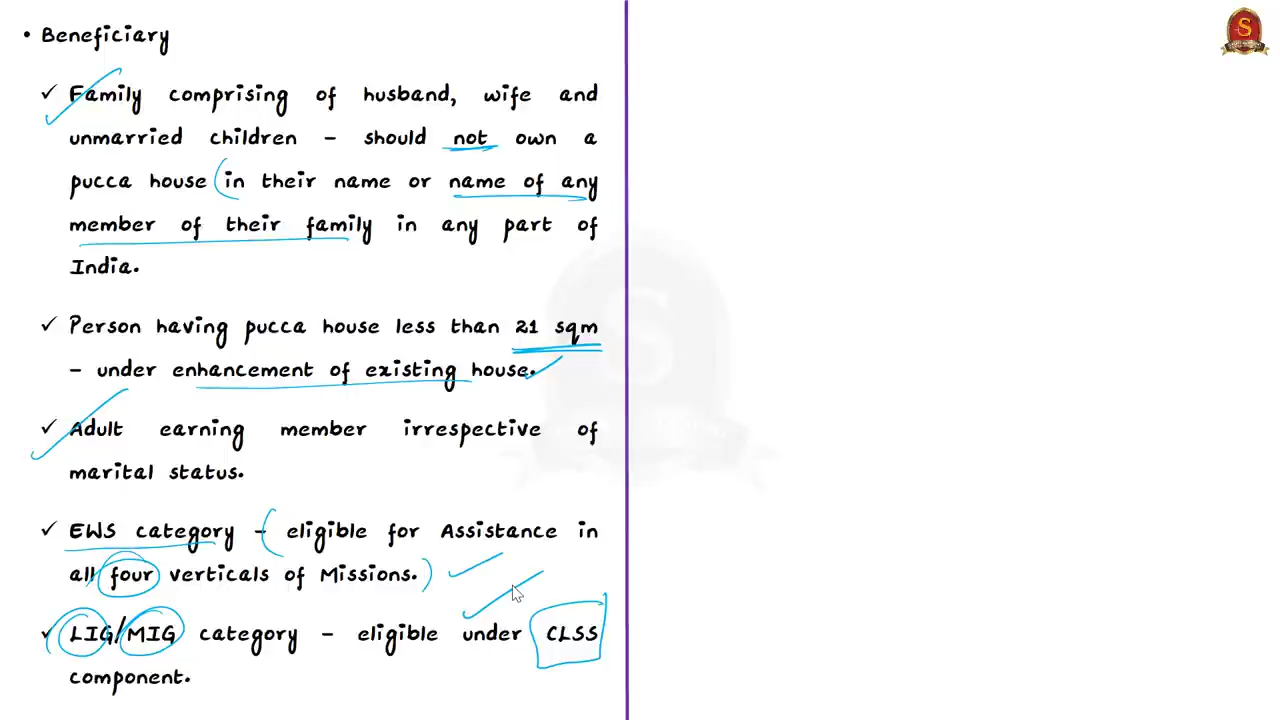 • Beneficiary
✓ Family comprising of husband, wife and
unmarried children - should not own a
pucca house (in their name or name of any
member of their family in any part of
India.
✓ Person having pucca house less than 21 sqm
- under enhancement of existing house.
✓ Adult earning member irrespective of
marital status.
✓ EWS category - (eligible for Assistance in
all four verticals of Missions.)
✓ LIG/MIG category - eligible under CLSS
component.
S
S